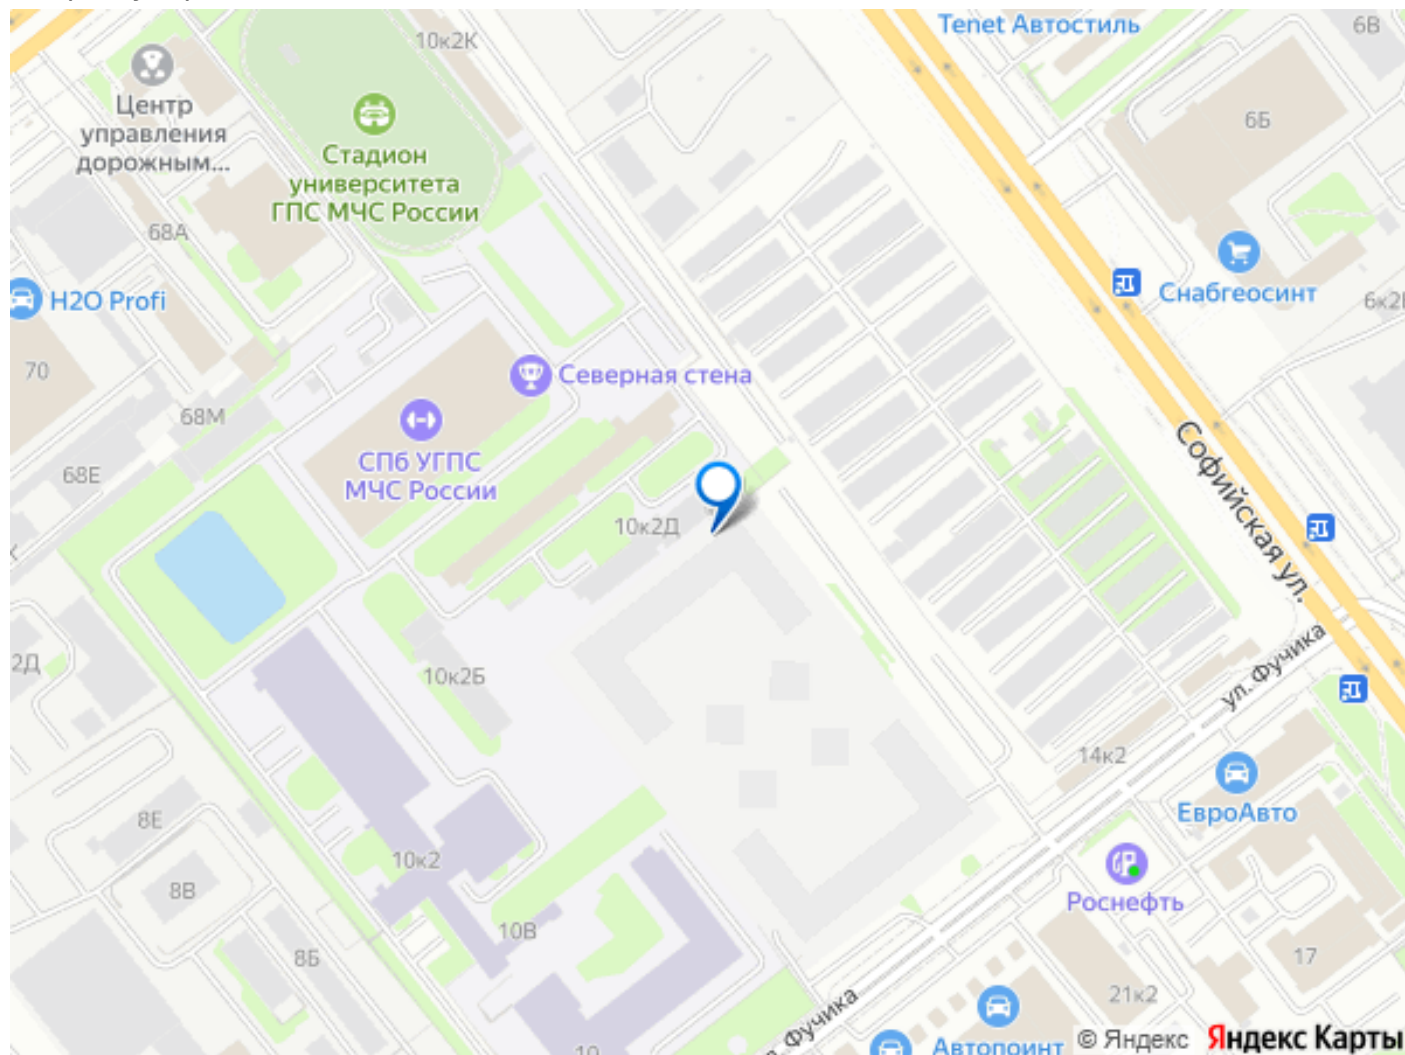 Tenet Автостиль
6В
10к2К
Центр
управления
дорожным...
6Б
Стадион
университета
ГПС МЧС России
68А
Снабгеосинт
H2O Profi
70
Северная стена
68М
СПб УГПС
МЧС России
68Е
10к2Д
Софийская ул.
2Д
10к2Б
ул. Фучика
14к2
ЕвроАвто
8Е
10к2
8В
Роснефть
10В
8Б
17
21к2
Фучика
Автопоинт
© Яндекс
Яндекс Карты